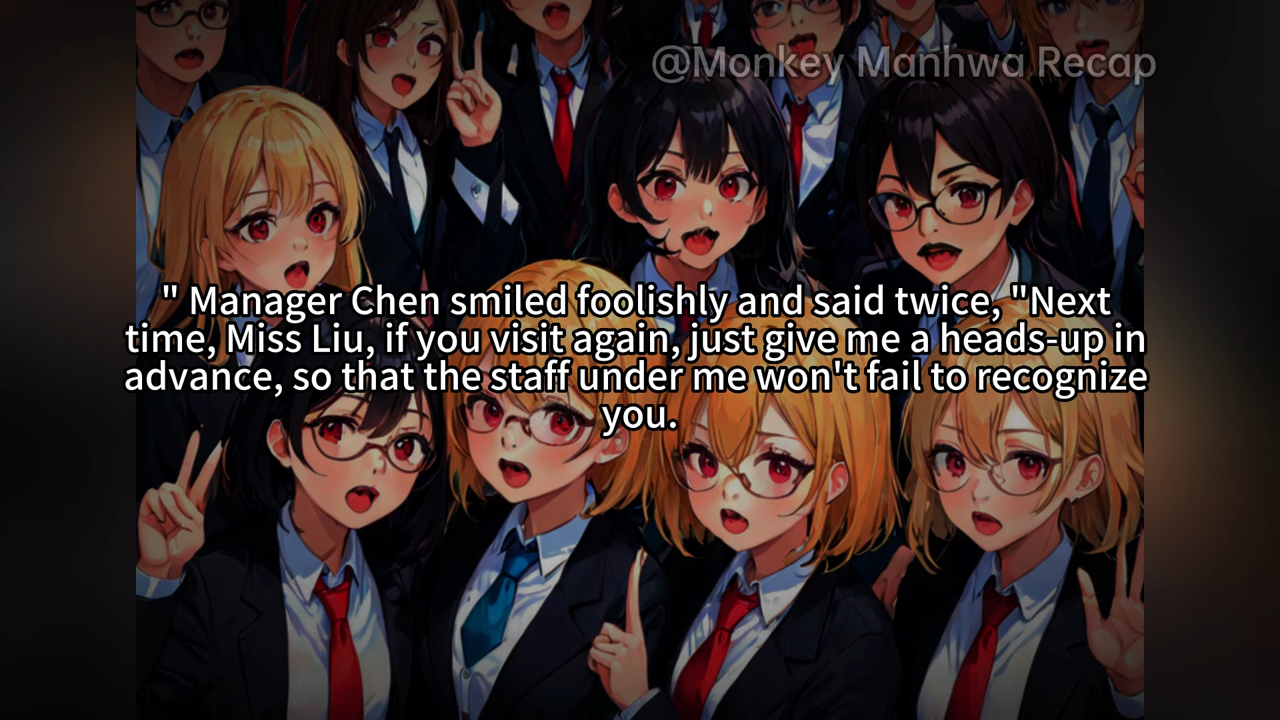 @Monkey Manhwa Recap
" Manager Chen smiled foolishly and said twice, "Next
time, Miss Liu, if you visit again, just give me a heads-up in
advance, so that the staff under me won't fail to recognize
you.